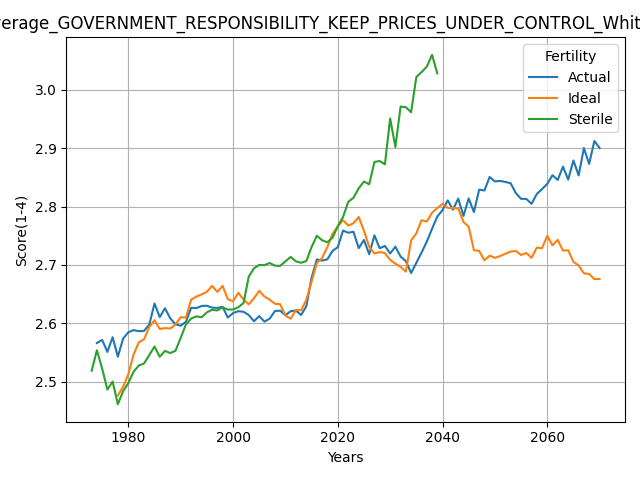 verage_GOVERNMENT_RESPONSIBILITY_KEEP_PRICES_UNDER_CONTROL_Whit
Fertility
Actual
Ideal
Sterile
Score(1-4)
3.0
2.9
2.8
2.7
2.6
2.5
1980 2000 2020 2040 2060
Years